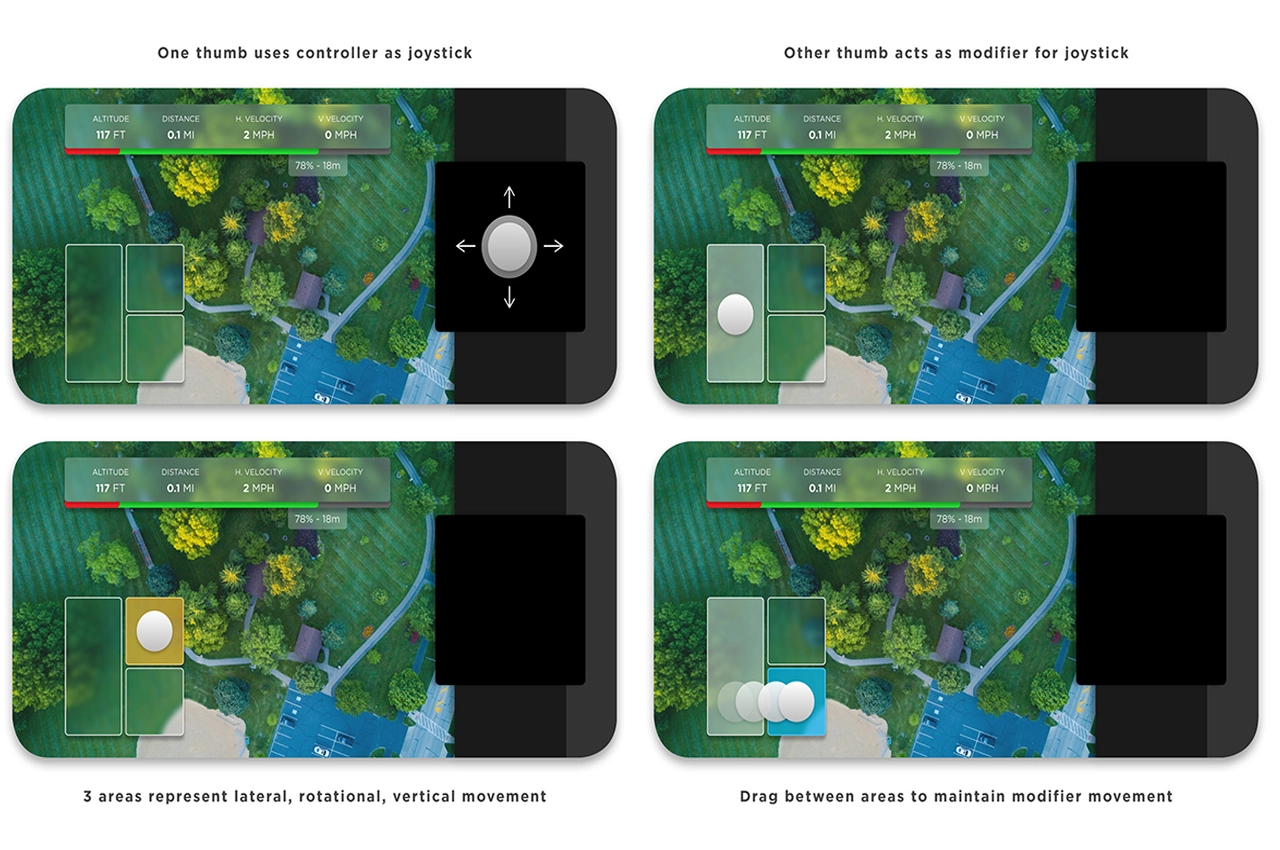 One thumb uses controller as joystick
Other thumb acts as modifier for joystick
ALTITUDE DISTANCE H. VELOCITY V VELOCITY
117 FT 0.1 MI 2 MPH 0 MPH
78% - 18m
ALTITUDE DISTANCE H. VELOCITY V VELOCITY
117 FT 0.1 MI 2 MPH 0 MPH
78% - 18m
ALTITUDE DISTANCE H. VELOCITY V VELOCITY
117 FT 0.1 MI 2 MPH 0 MPH
78% - 18m
ALTITUDE DISTANCE H. VELOCITY V VELOCITY
117 FT 0.1 MI 2 MPH 0 MPH
78% - 18m
3 areas represent lateral, rotational, vertical movement
Drag between areas to maintain modifier movement